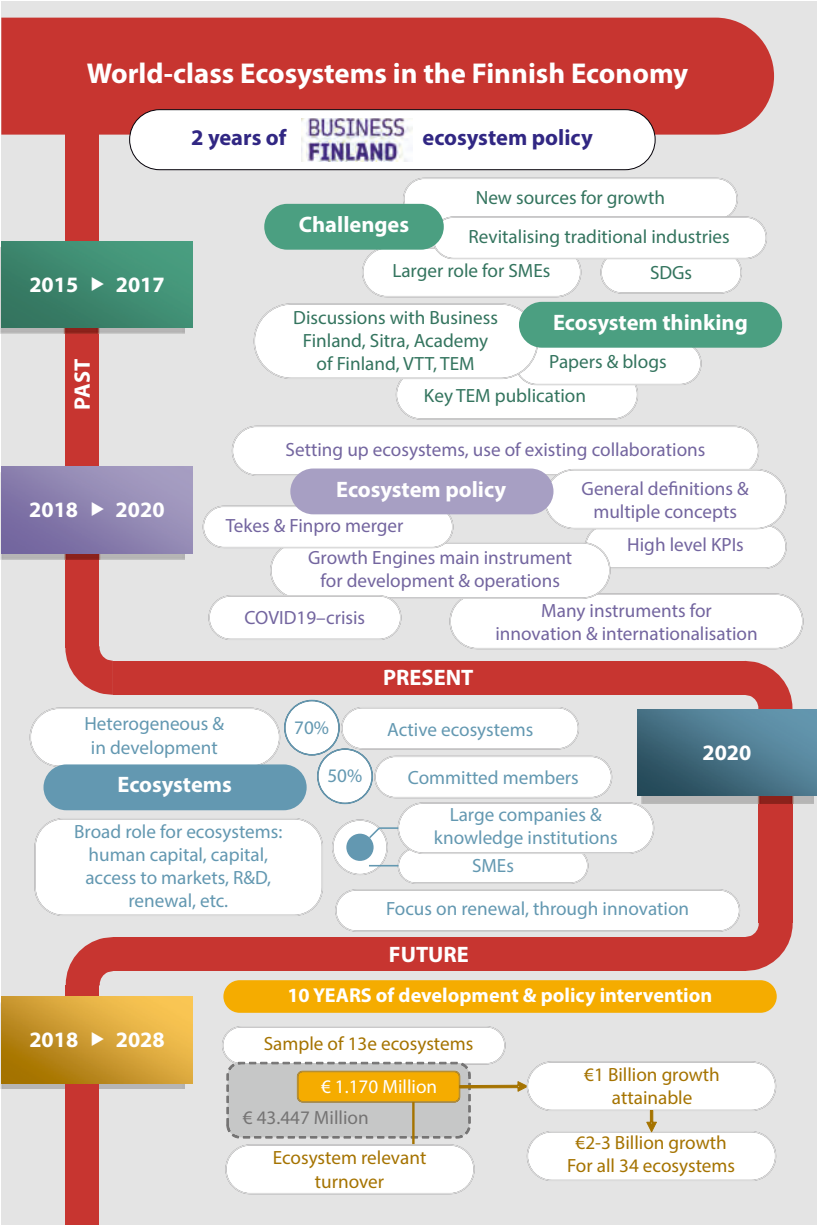 World-class Ecosystems in the Finnish Economy
2 years of BUSINESS FINLAND ecosystem policy
2015 ▶ 2017
PAST
New sources for growth
Challenges
Revitalising traditional industries
Larger role for SMEs
SDGs
Discussions with Business
Finland, Sitra, Academy
of Finland, VTT, TEM
Ecosystem thinking
Papers & blogs
Key TEM publication
2018 ▶ 2020
Setting up ecosystems, use of existing collaborations
Ecosystem policy
General definitions &
multiple concepts
Tekes & Finpro merger
High level KPIs
Growth Engines main instrument
for development & operations
COVID19–crisis
Many instruments for
innovation & internationalisation
PRESENT
2020
Heterogeneous &
in development
70%
Active ecosystems
Ecosystems
50%
Committed members
Broad role for ecosystems:
human capital, capital,
access to markets, R&D,
renewal, etc.
Large companies &
knowledge institutions
SMEs
Focus on renewal, through innovation
FUTURE
2018 ▶ 2028
10 YEARS of development & policy intervention
Sample of 13e ecosystems
€ 1.170 Million
€ 43.447 Million
Ecosystem relevant
turnover
€1 Billion growth
attainable
€2-3 Billion growth
For all 34 ecosystems